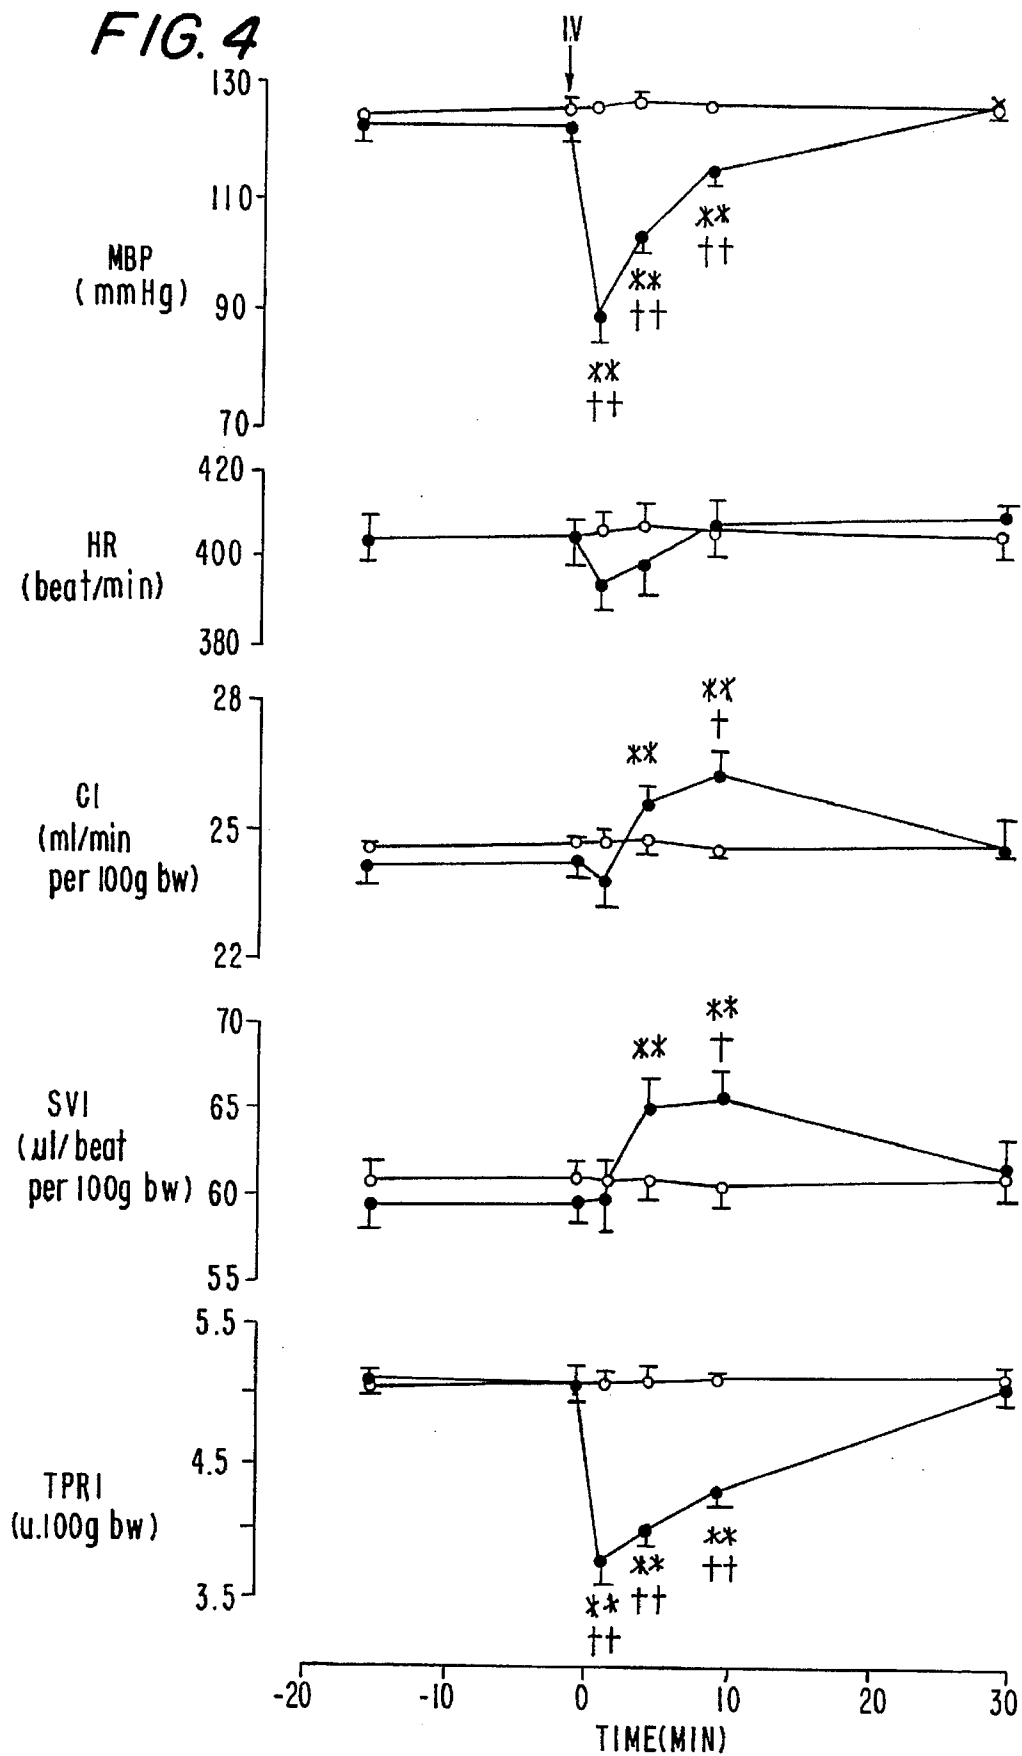 FIG. 4
I.V
130
110
MBP
(mmHg)
90
**
††
**
††
**
††
70
420
HR
400
(beat/min)
380
28
**
†
**
CI
(ml/min
25
per 100g bw)
22
70
**
†
**
SVI
65
(µl/beat
per 100g bw)
60
55
5.5
4.5
TPRI
(u.100g bw)
**
††
**
††
3.5
**
††
-20 -10 0 10 20 30
TIME(MIN)